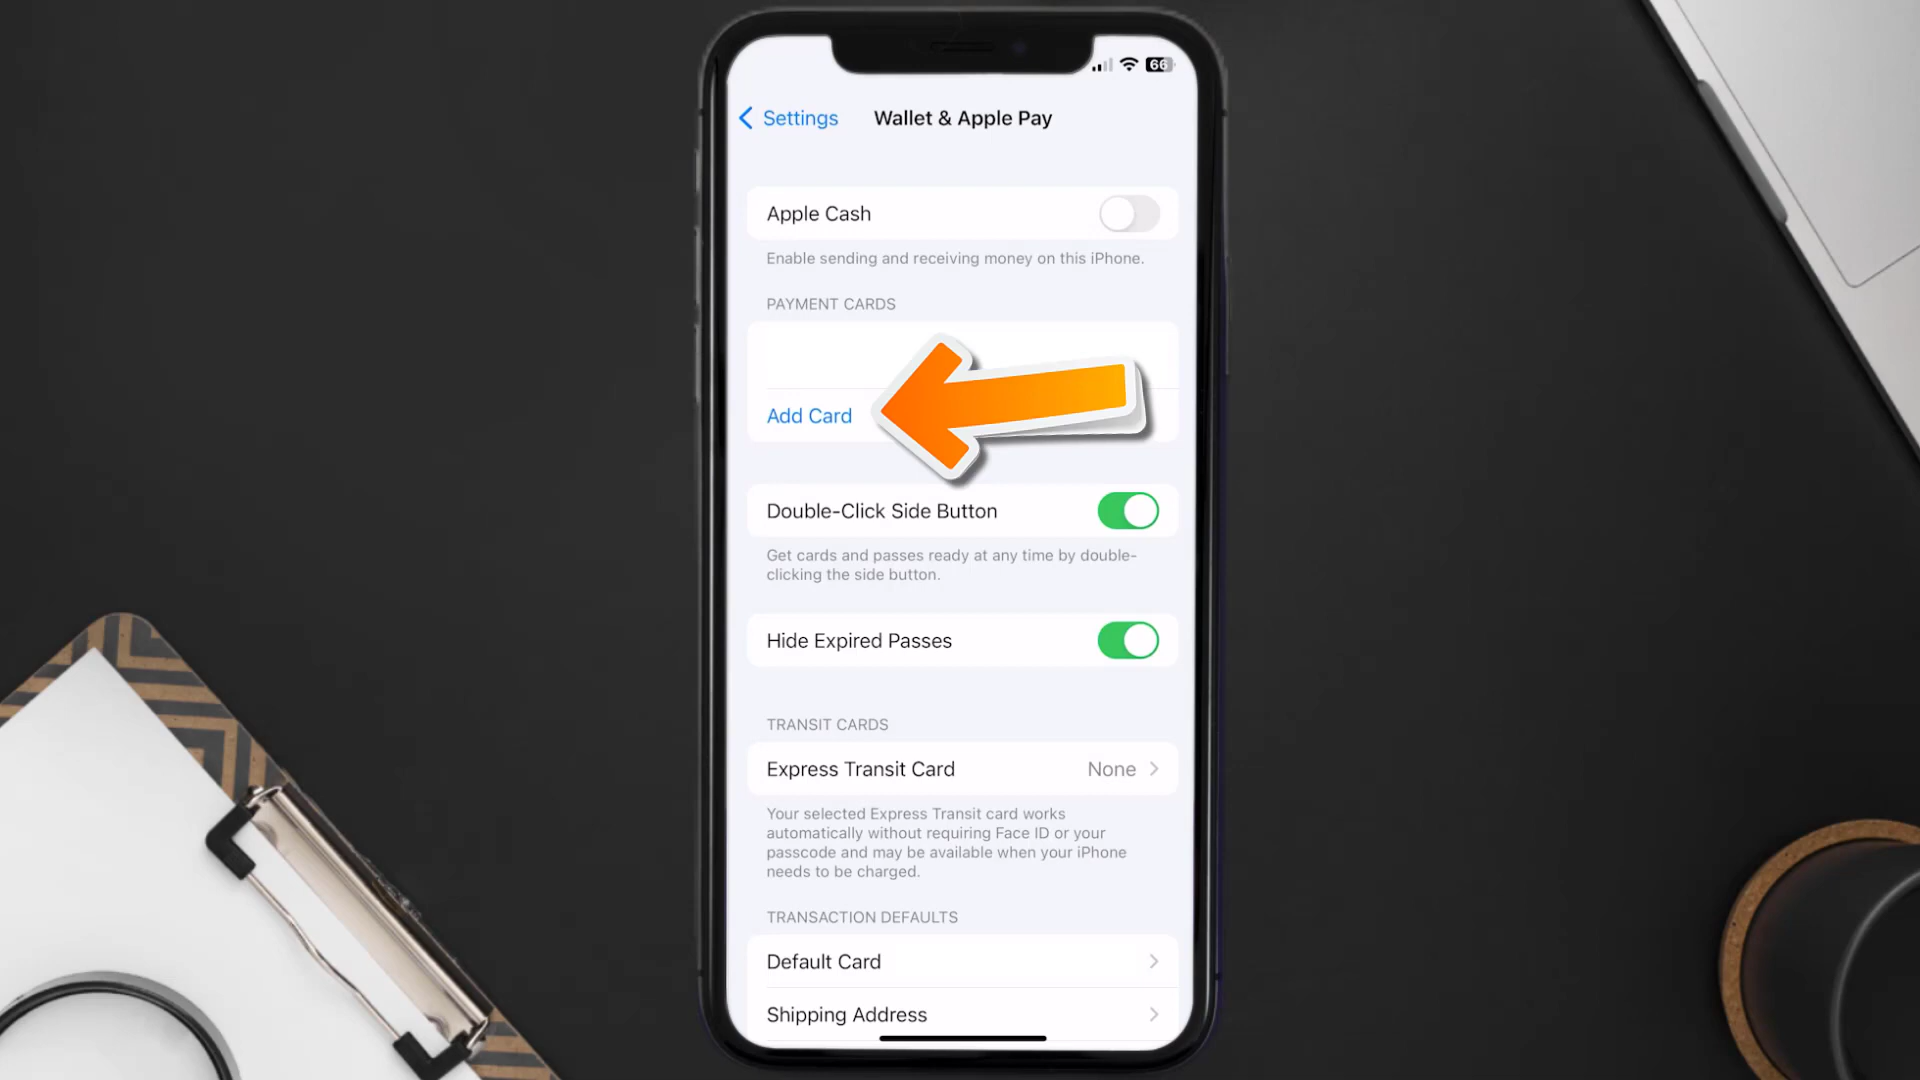 66
Settings
Wallet & Apple Pay
Apple Cash
Enable sending and receiving money on this iPhone.
PAYMENT CARDS
Add Card
Double-Click Side Button
Get cards and passes ready at any time by double-
clicking the side button.
Hide Expired Passes
TRANSIT CARDS
Express Transit Card
None
Your selected Express Transit card works
automatically without requiring Face ID or your
passcode and may be available when your iPhone
needs to be charged.
TRANSACTION DEFAULTS
Default Card
Shipping Address